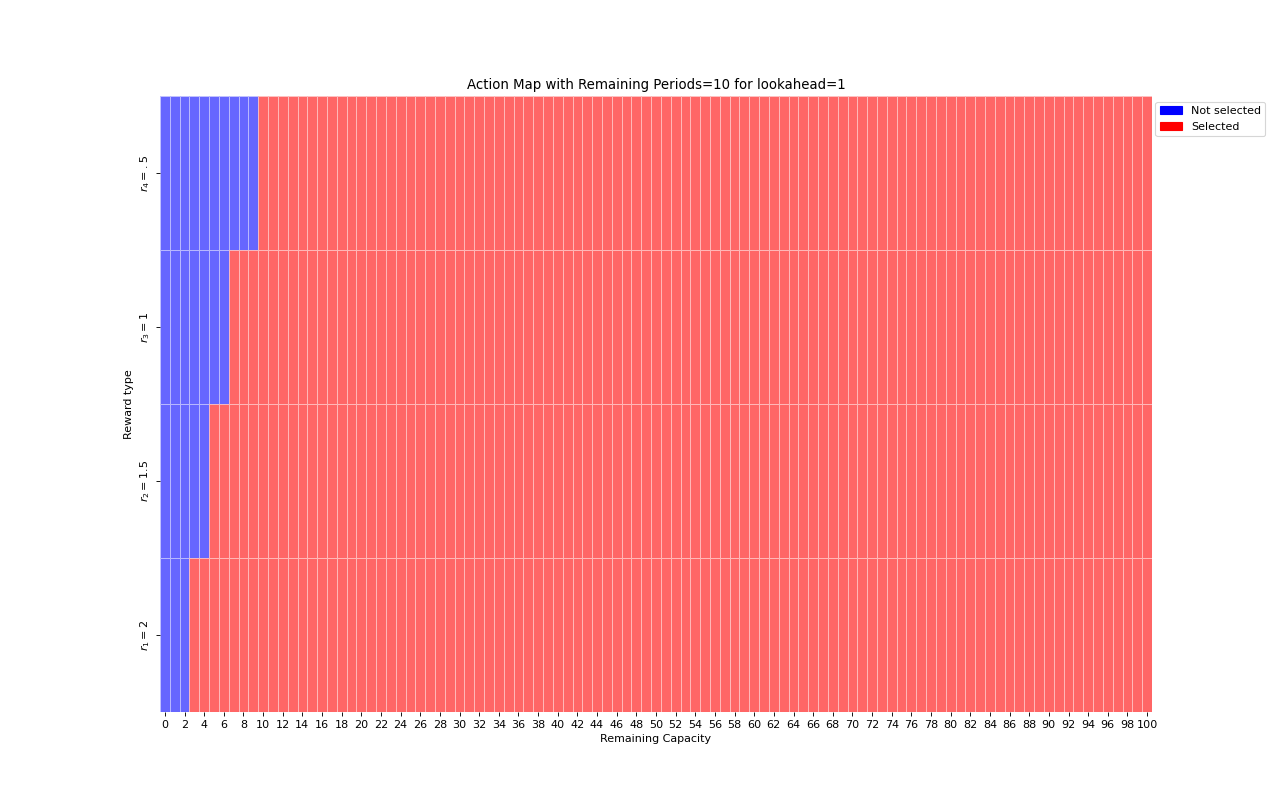 Action Map with Remaining Periods=10 for lookahead=1
Not selected
Selected
Reward type
r₄ = .5
r₃ = 1
r₂ = 1.5
r₁ = 2
0 2 4 6 8 10 12 14 16 18 20 22 24 26 28 30 32 34 36 38 40 42 44 46 48 50 52 54 56 58 60 62 64 66 68 70 72 74 76 78 80 82 84 86 88 90 92 94 96 98 100
Remaining Capacity